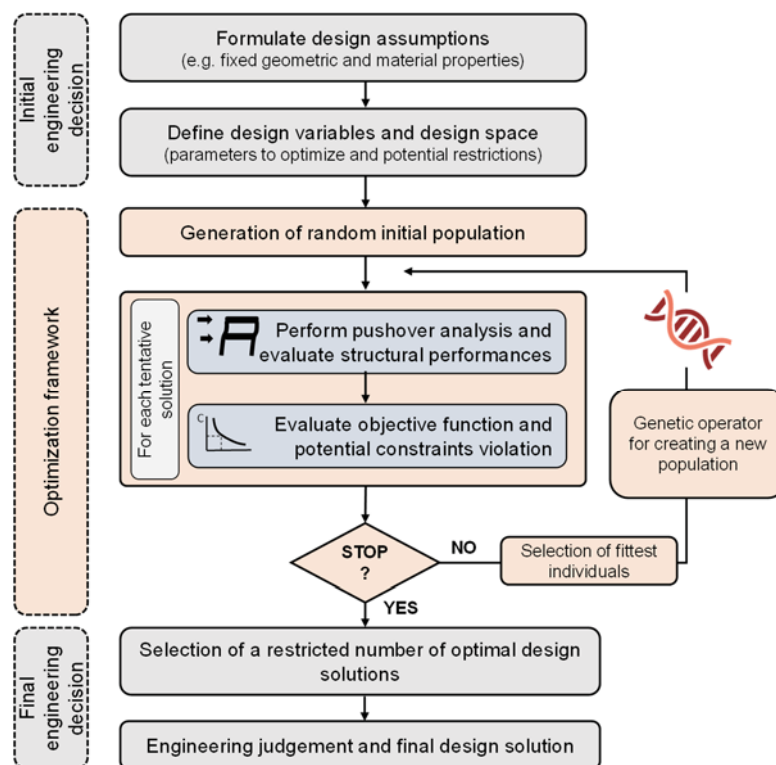 Initial
engineering
decision
Formulate design assumptions
(e.g. fixed geometric and material properties)
Define design variables and design space
(parameters to optimize and potential restrictions)
Optimization framework
Generation of random initial population
For each tentative
solution
Perform pushover analysis and
evaluate structural performances
C
Evaluate objective function and
potential constraints violation
Genetic operator
for creating a new
population
STOP
?
NO
Selection of fittest
individuals
YES
Final
engineering
decision
Selection of a restricted number of optimal design
solutions
Engineering judgement and final design solution